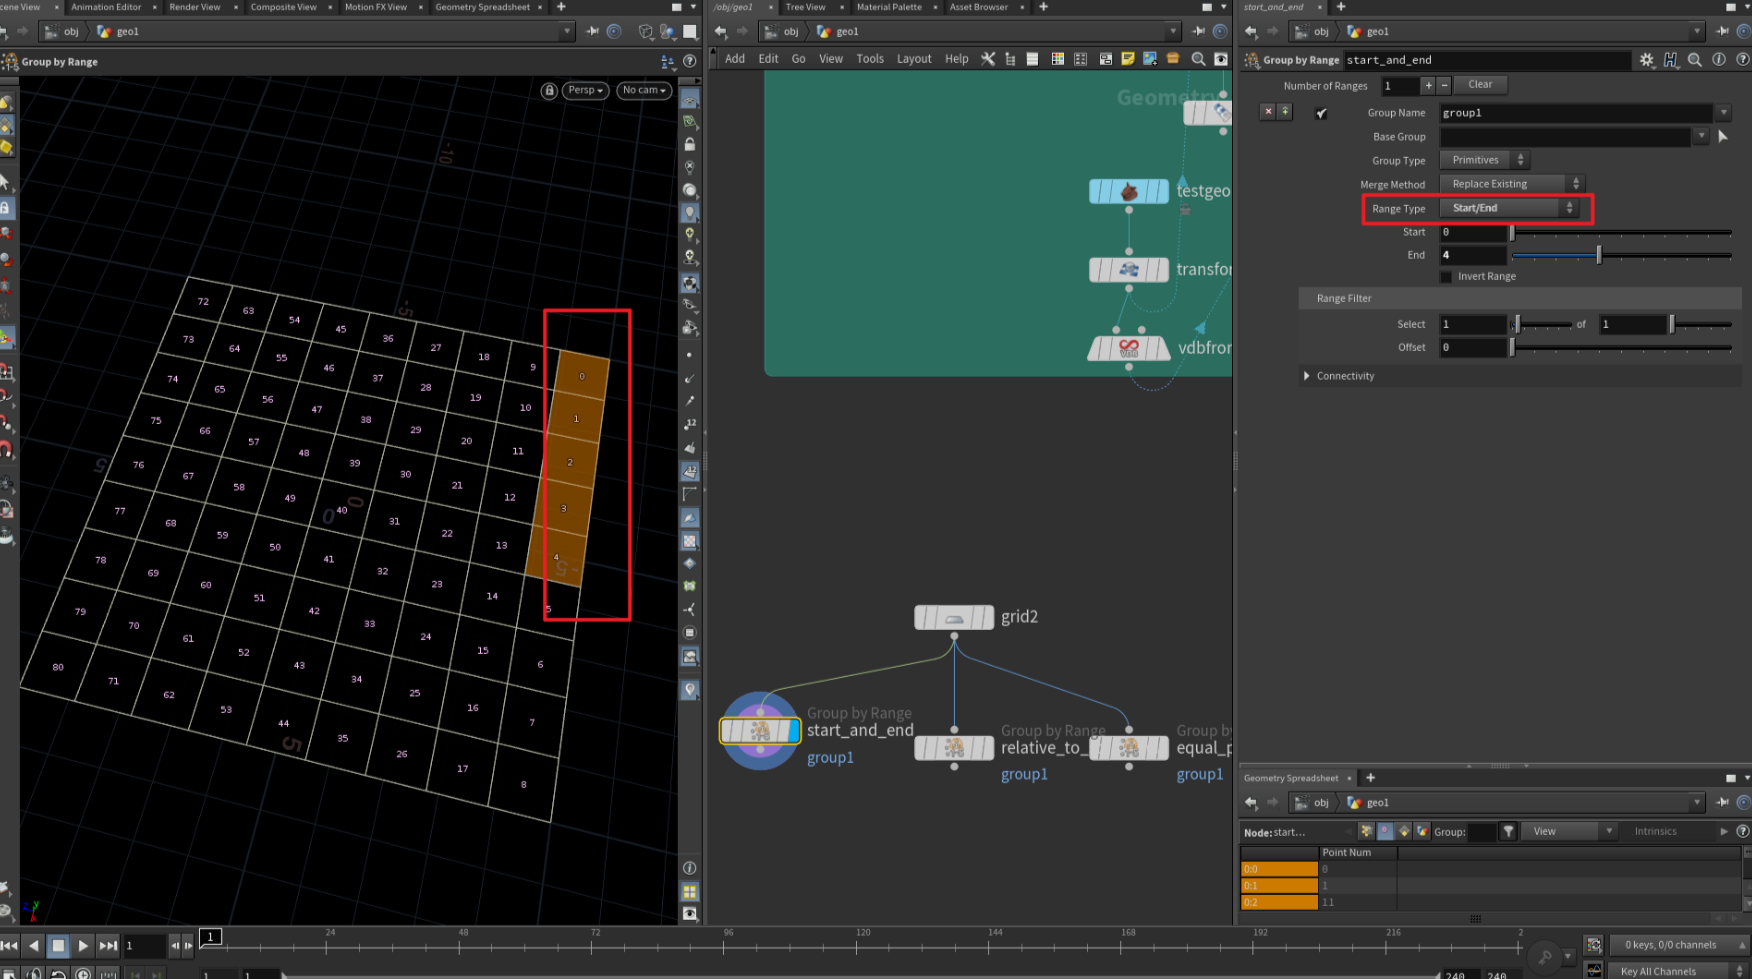 cene View
Animation Editor
Render View
Composite View
Motion FX View
Geometry Spreadsheet
obj
geo1
Group by Range
Persp
No cam
72 63 54 45 36 27 18 9 0
73 64 55 46 37 28 19 10 1
74 65 56 47 38 29 20 11 2
75 66 57 48 39 30 21 12 3
76 67 58 49 40 31 22 13 4
77 68 59 50 41 32 23 14 5
78 69 60 51 42 33 24 15 6
79 70 61 52 43 34 25 16 7
80 71 62 53 44 35 26 17 8
-10
-5
0
0
5
5
-5
/obj/geo1
Tree View
Material Palette
Asset Browser
obj
geo1
Add Edit Go View Tools Layout Help
Geometry
testgeo
transfor
vdbfror
grid2
Group by Range
start_and_end
group1
Group by Range
relative_to_
group1
Group by
equal_p
group1
start_and_end
obj
geo1
Group by Range start_and_end
Number of Ranges 1 + − Clear
Group Name group1
Base Group
Group Type Primitives
Merge Method Replace Existing
Range Type Start/End
Start 0
End 4
Invert Range
Range Filter
Select 1 of 1
Offset 0
Connectivity
Geometry Spreadsheet
obj
geo1
Node: start... Group: View Intrinsics
Point Num
0:0 0
0:1 1
0:2 11
1
1 24 48 72 96 120 144 168 192 216 2
0 keys, 0/0 channels
1 1 240 240
Key All Channels